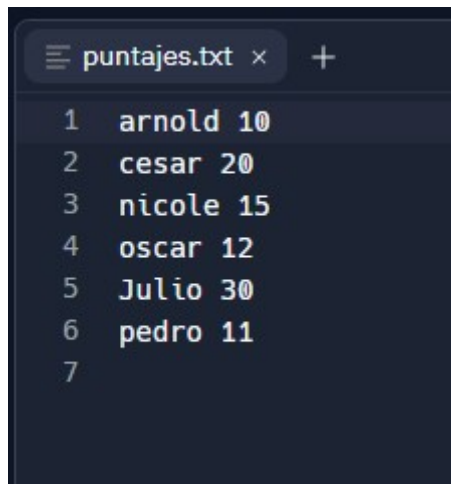 puntajes.txt × +
1 arnold 10
2 cesar 20
3 nicole 15
4 oscar 12
5 Julio 30
6 pedro 11
7